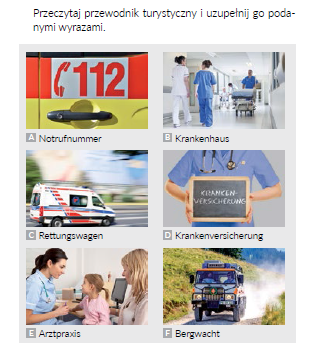 Przeczytaj przewodnik turystyczny i uzupełnij go poda-
nymi wyrazami.
112
A Notrufnummer
B Krankenhaus
C Rettungswagen
KRANKEN-
VERSICHERUNG
D Krankenversicherung
E Arztpraxis
F Bergwacht